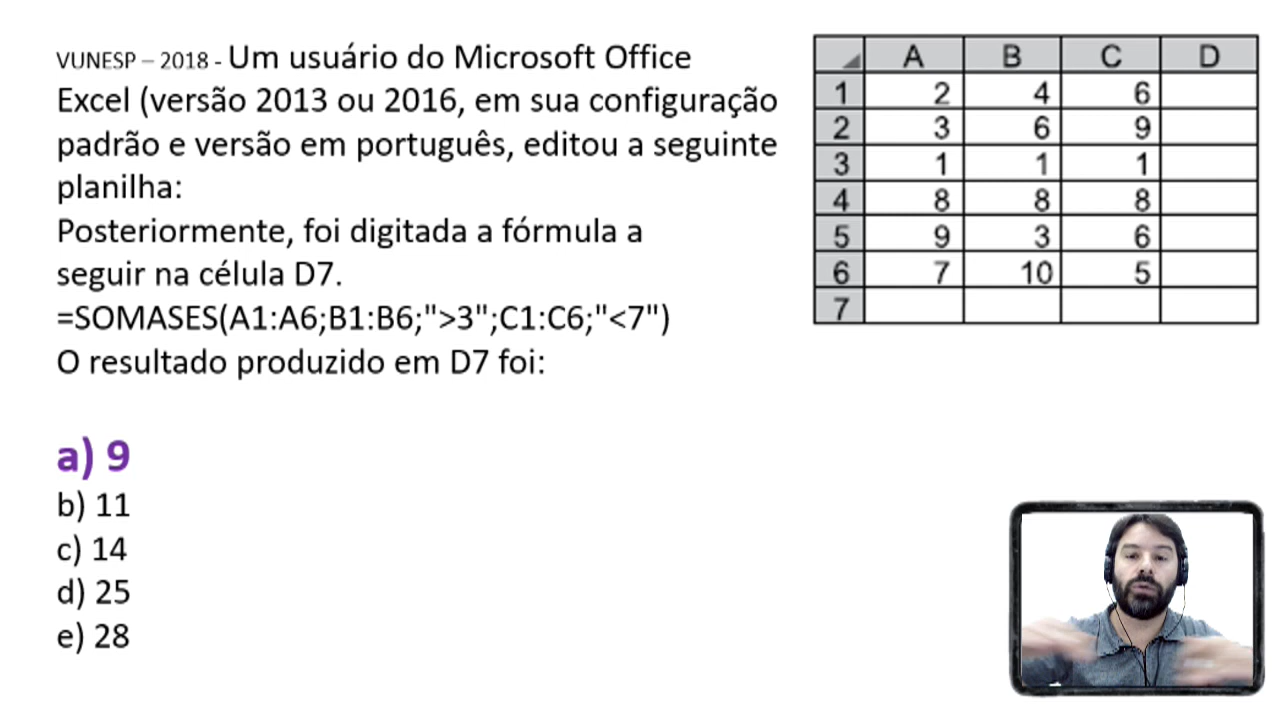 VUNESP – 2018 - Um usuário do Microsoft Office
Excel (versão 2013 ou 2016, em sua configuração
padrão e versão em português, editou a seguinte
planilha:
Posteriormente, foi digitada a fórmula a
seguir na célula D7.
=SOMASES(A1:A6;B1:B6;">3";C1:C6;"<7")
O resultado produzido em D7 foi:
a) 9
b) 11
c) 14
d) 25
e) 28
A B C D
1 2 4 6
2 3 6 9
3 1 1 1
4 8 8 8
5 9 3 6
6 7 10 5
7